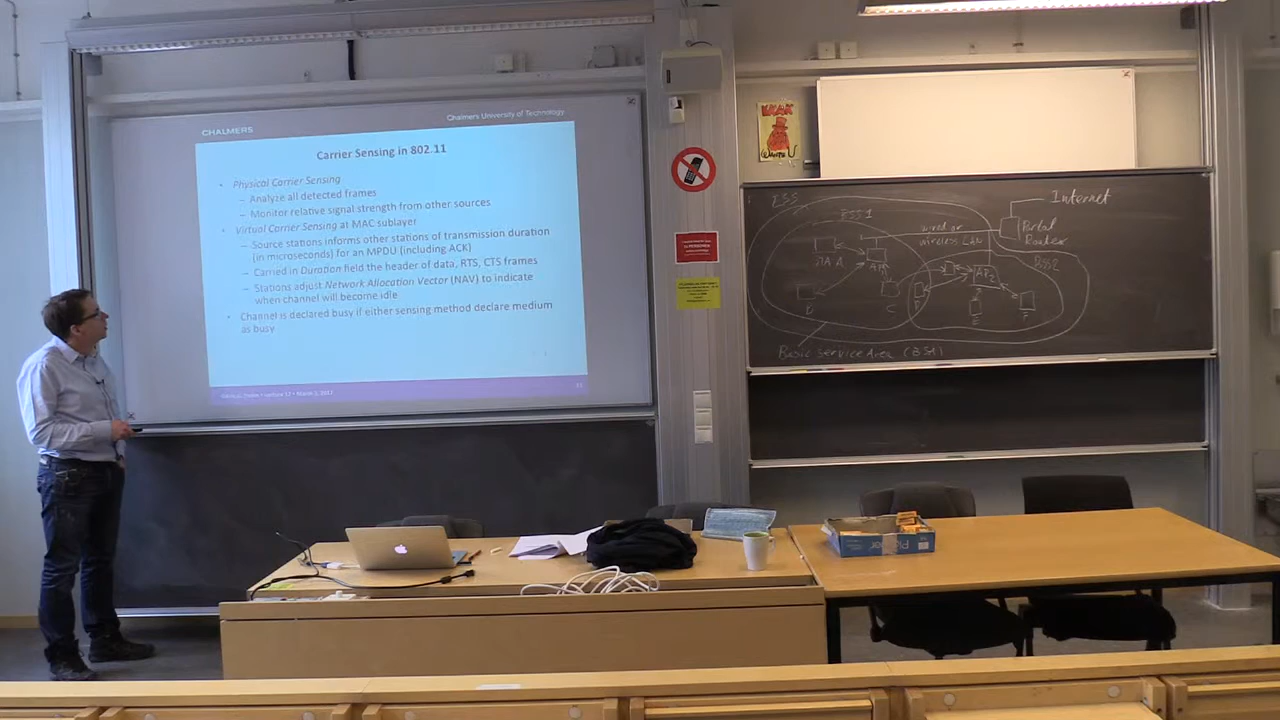 CHALMERS
Chalmers University of Technology
Carrier Sensing in 802.11
• Physical Carrier Sensing
– Analyze all detected frames
– Monitor relative signal strength from other sources
• Virtual Carrier Sensing at MAC sublayer
– Source stations informs other stations of transmission duration
(in microseconds) for an MPDU (including ACK)
– Carried in Duration field the header of data, RTS, CTS frames
– Stations adjust Network Allocation Vector (NAV) to indicate
when channel will become idle
• Channel is declared busy if either sensing method declare medium
as busy
ESS
Internet
wired or
wireless LAN
Portal
Router
BSS2
STA A
AP1
AP2
D
C
E
F
Basic service Area (BSA)